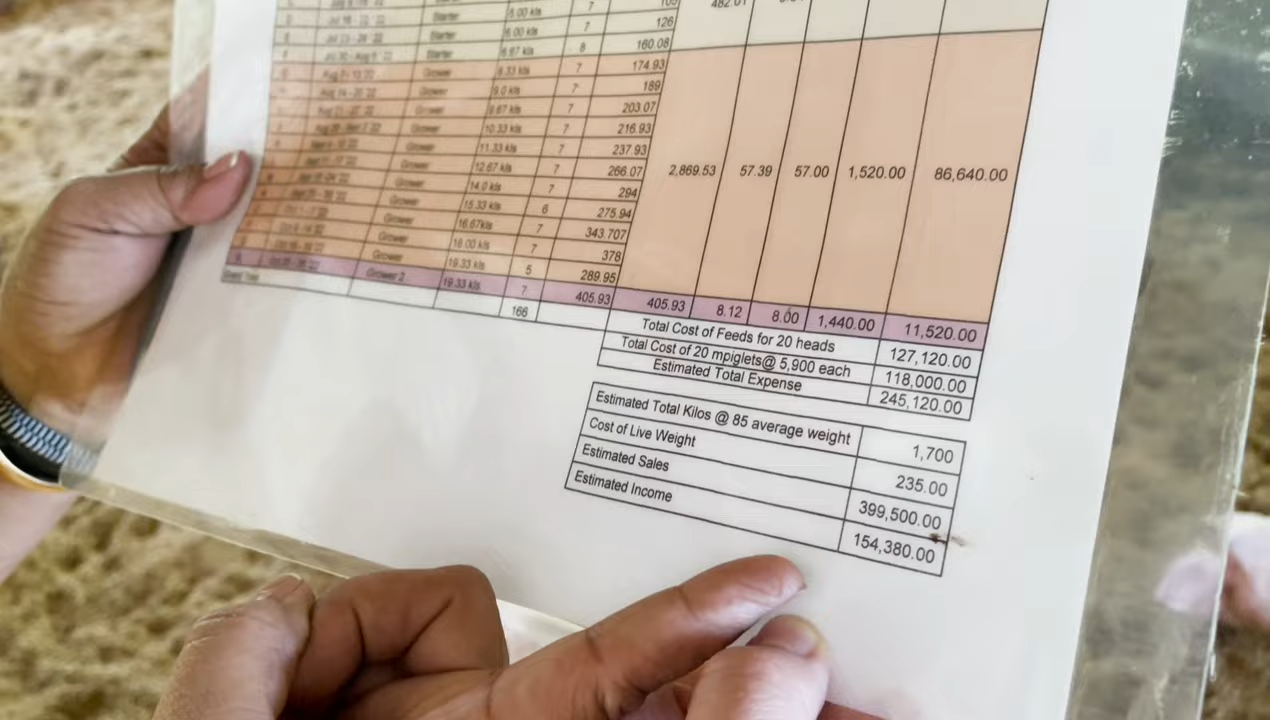 7 105 482.01
Starter 6.00 kls 7 126
Starter 6.67 kls 8 160.08
Grower 8.33 kls 7 174.93
Grower 9.0 kls 7 189
Grower 9.67 kls 7 203.07
Grower 10.33 kls 7 216.93
Grower 11.33 kls 7 237.93
Grower 12.67 kls 7 266.07 2,869.53 57.39 57.00 1,520.00 86,640.00
Grower 14.0 kls 7 294
Grower 15.33 kls 6 275.94
Grower 16.67kls 7 343.707
Grower 18.00 kls 7 378
Grower 19.33 kls 5 289.95
Grower 2 19.33 kls 7 405.93 405.93 8.12 8.00 1,440.00 11,520.00
166
Total Cost of Feeds for 20 heads 127,120.00
Total Cost of 20 mpiglets@ 5,900 each 118,000.00
Estimated Total Expense 245,120.00
Estimated Total Kilos @ 85 average weight 1,700
Cost of Live Weight 235.00
Estimated Sales 399,500.00
Estimated Income 154,380.00